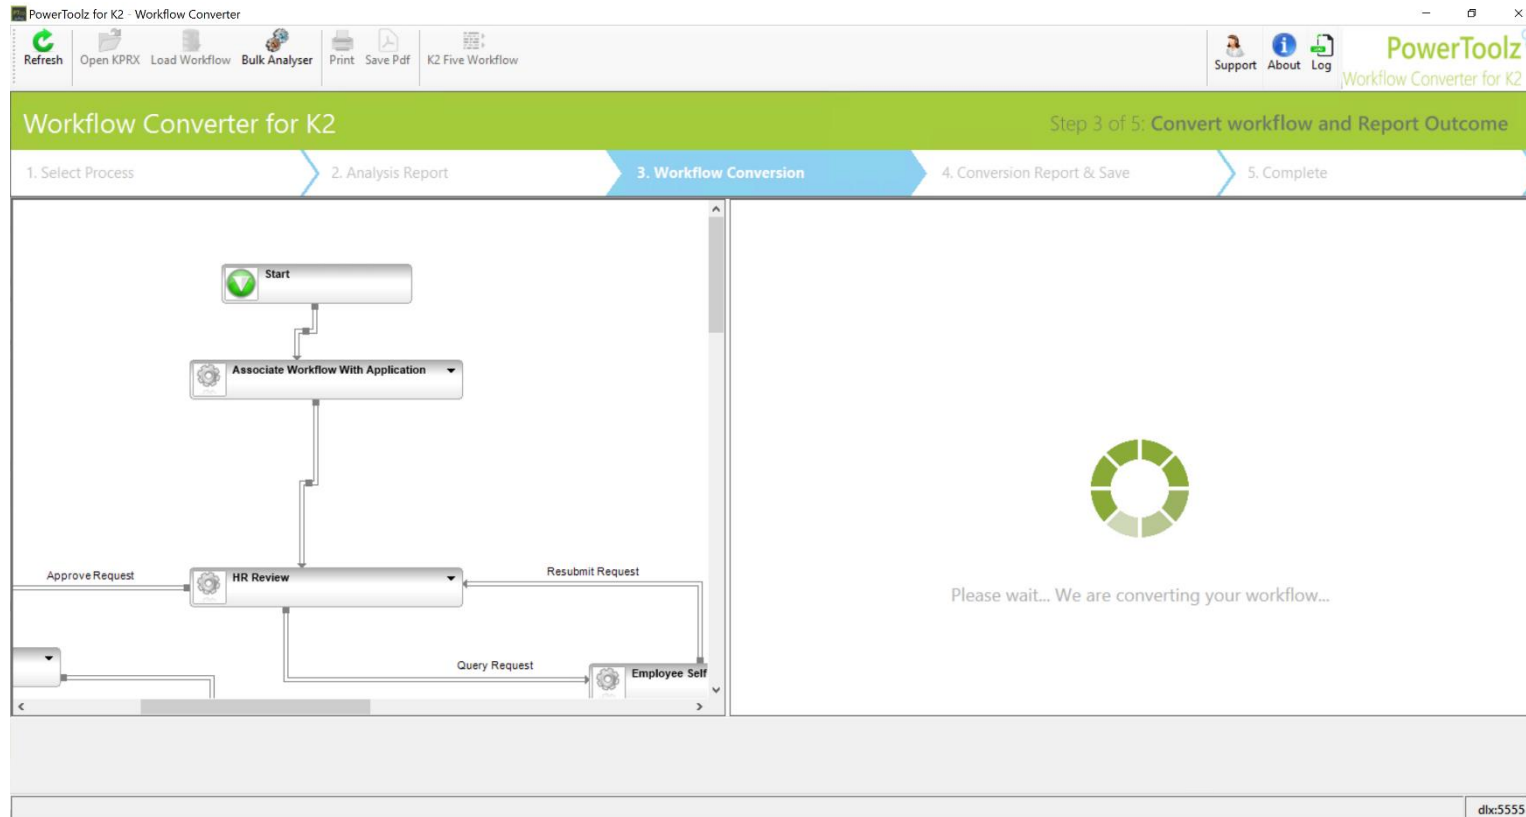 PowerToolz for K2 - Workflow Converter
Refresh Open KPRX Load Workflow Bulk Analyser Print Save Pdf K2 Five Workflow Support About Log
PowerToolz
Workflow Converter for K2
Workflow Converter for K2
Step 3 of 5: Convert workflow and Report Outcome
1. Select Process 2. Analysis Report 3. Workflow Conversion 4. Conversion Report & Save 5. Complete
Start
Associate Workflow With Application
Approve Request
HR Review
Resubmit Request
Query Request
Employee Self
Please wait... We are converting your workflow...
dlx:5555